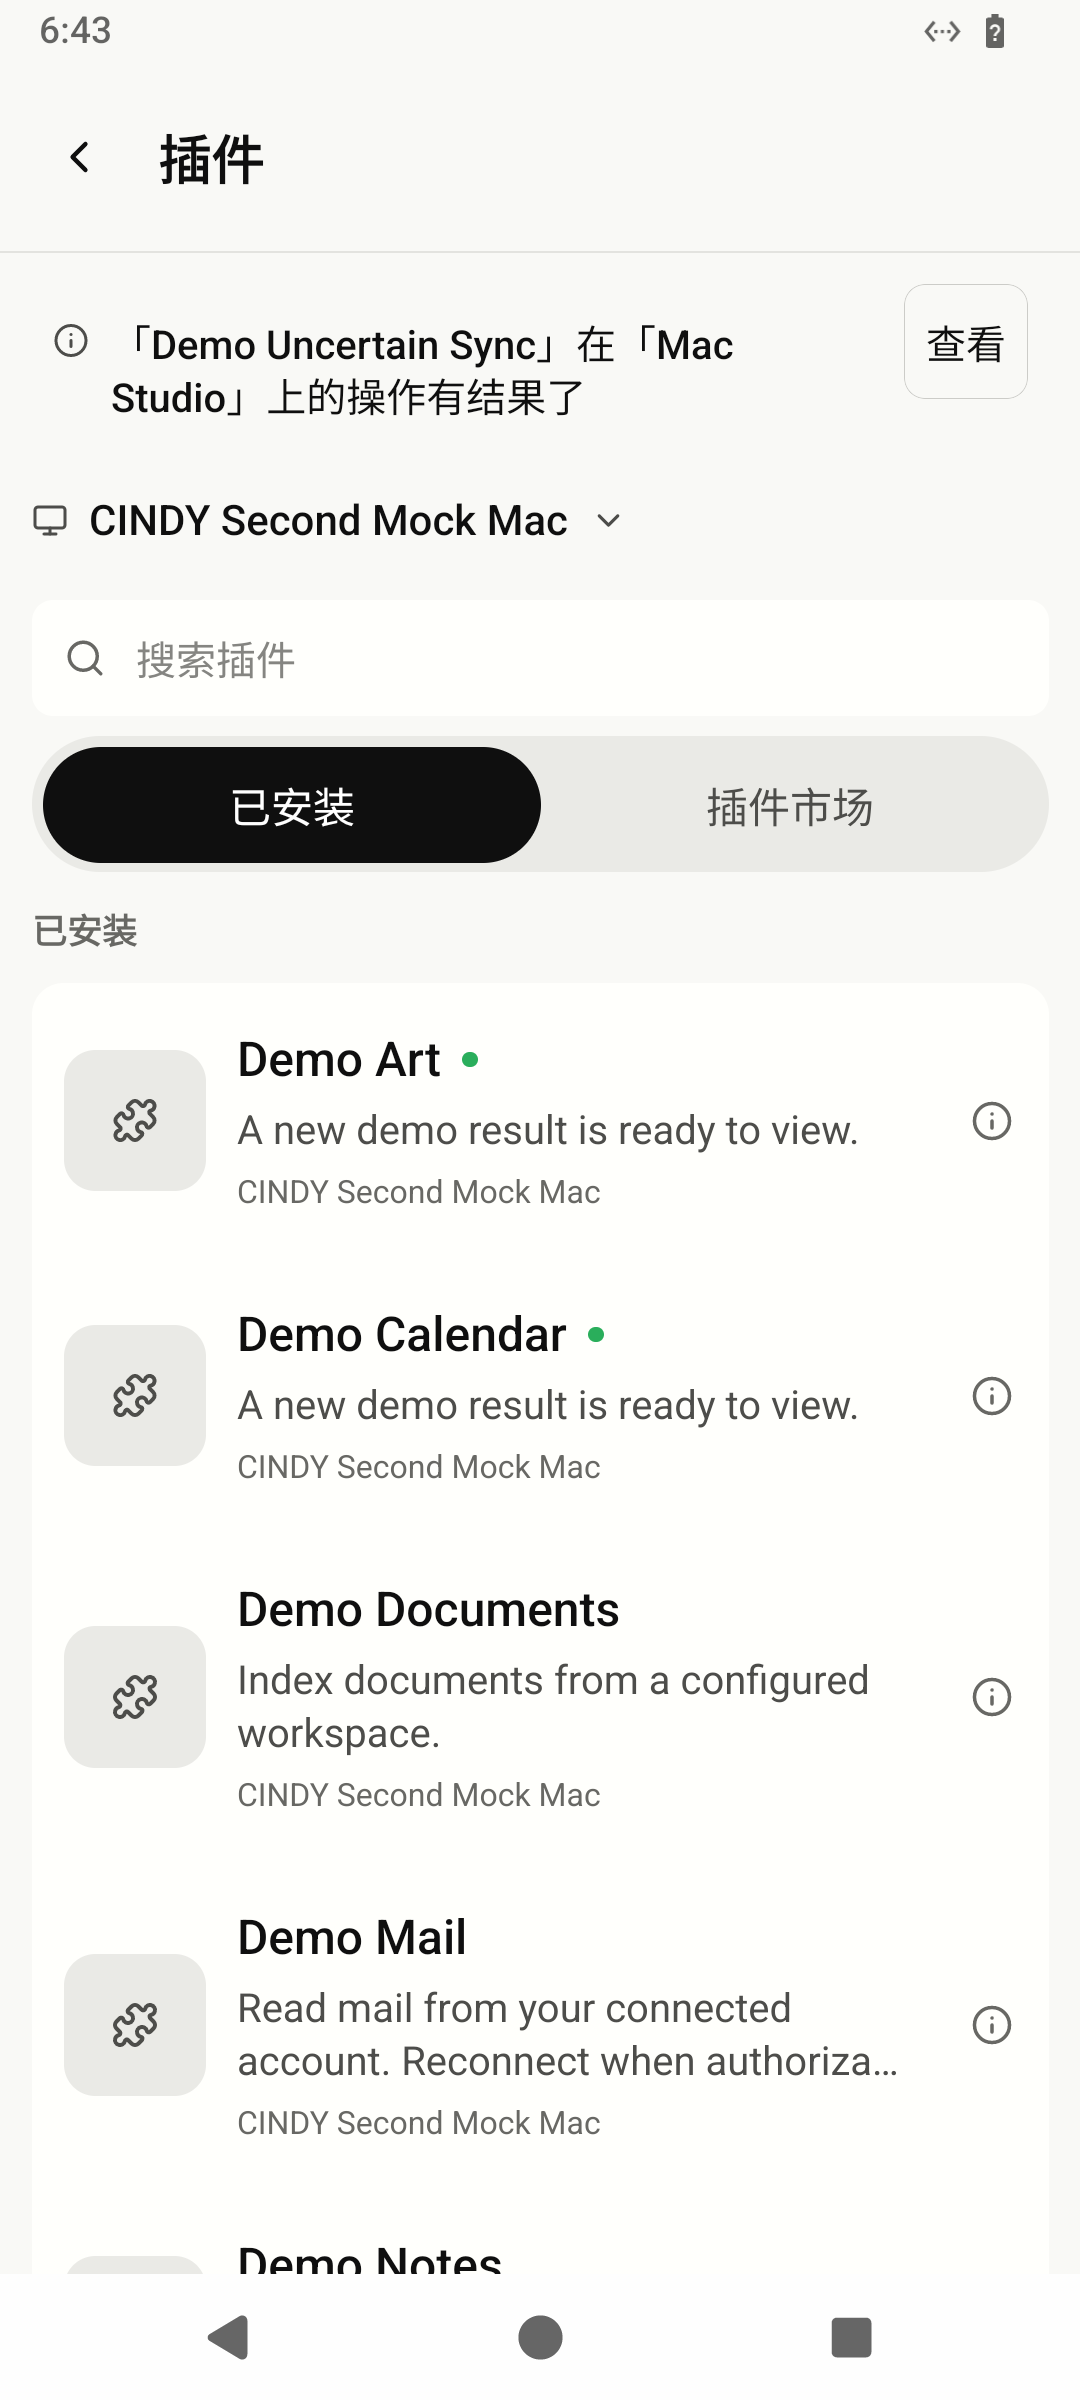 6:43
插件
「Demo Uncertain Sync」在「Mac
Studio」上的操作有结果了
查看
CINDY Second Mock Mac
搜索插件
已安装
插件市场
已安装
Demo Art
A new demo result is ready to view.
CINDY Second Mock Mac
Demo Calendar
A new demo result is ready to view.
CINDY Second Mock Mac
Demo Documents
Index documents from a configured
workspace.
CINDY Second Mock Mac
Demo Mail
Read mail from your connected
account. Reconnect when authoriza…
CINDY Second Mock Mac
Demo Notes